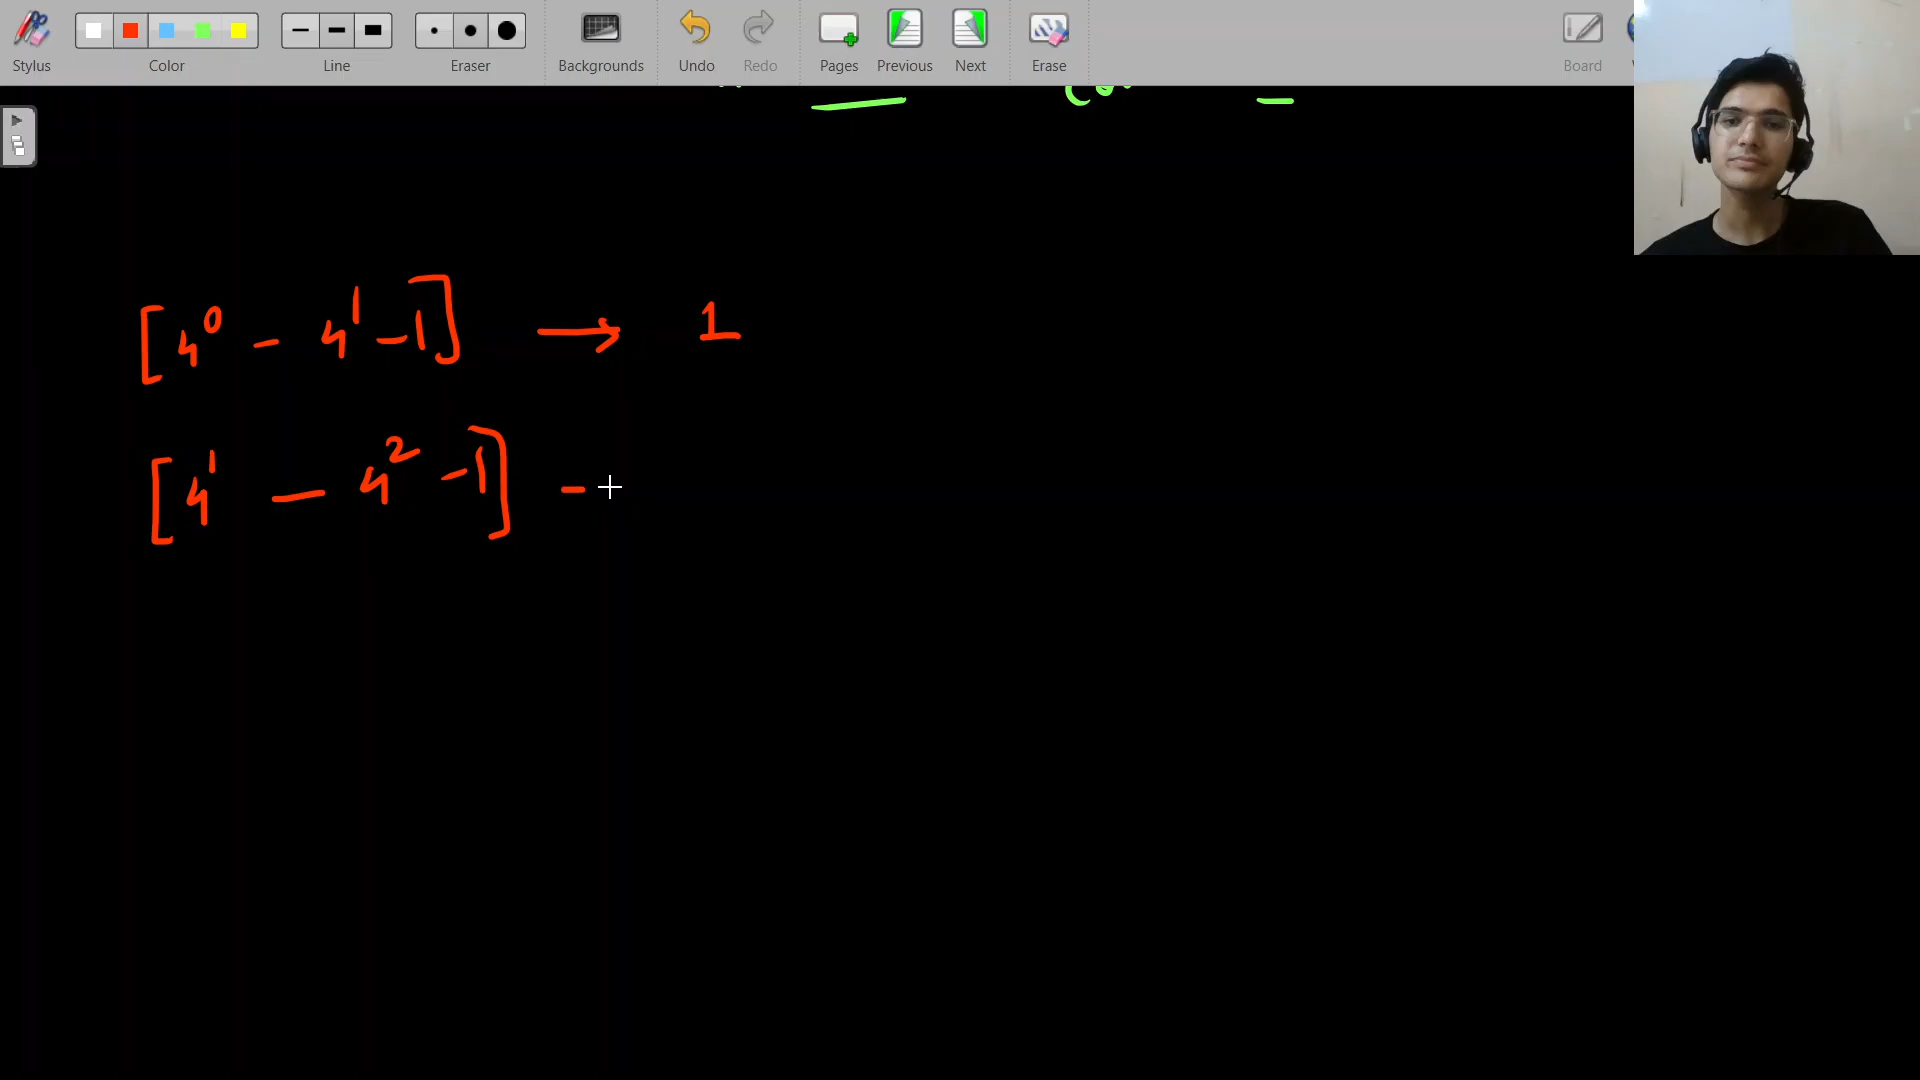 Stylus Color Line Eraser Backgrounds Undo Redo Pages Previous Next Erase Board
[4⁰ - 4¹ -1] → 1
[4¹ - 4² -1] -